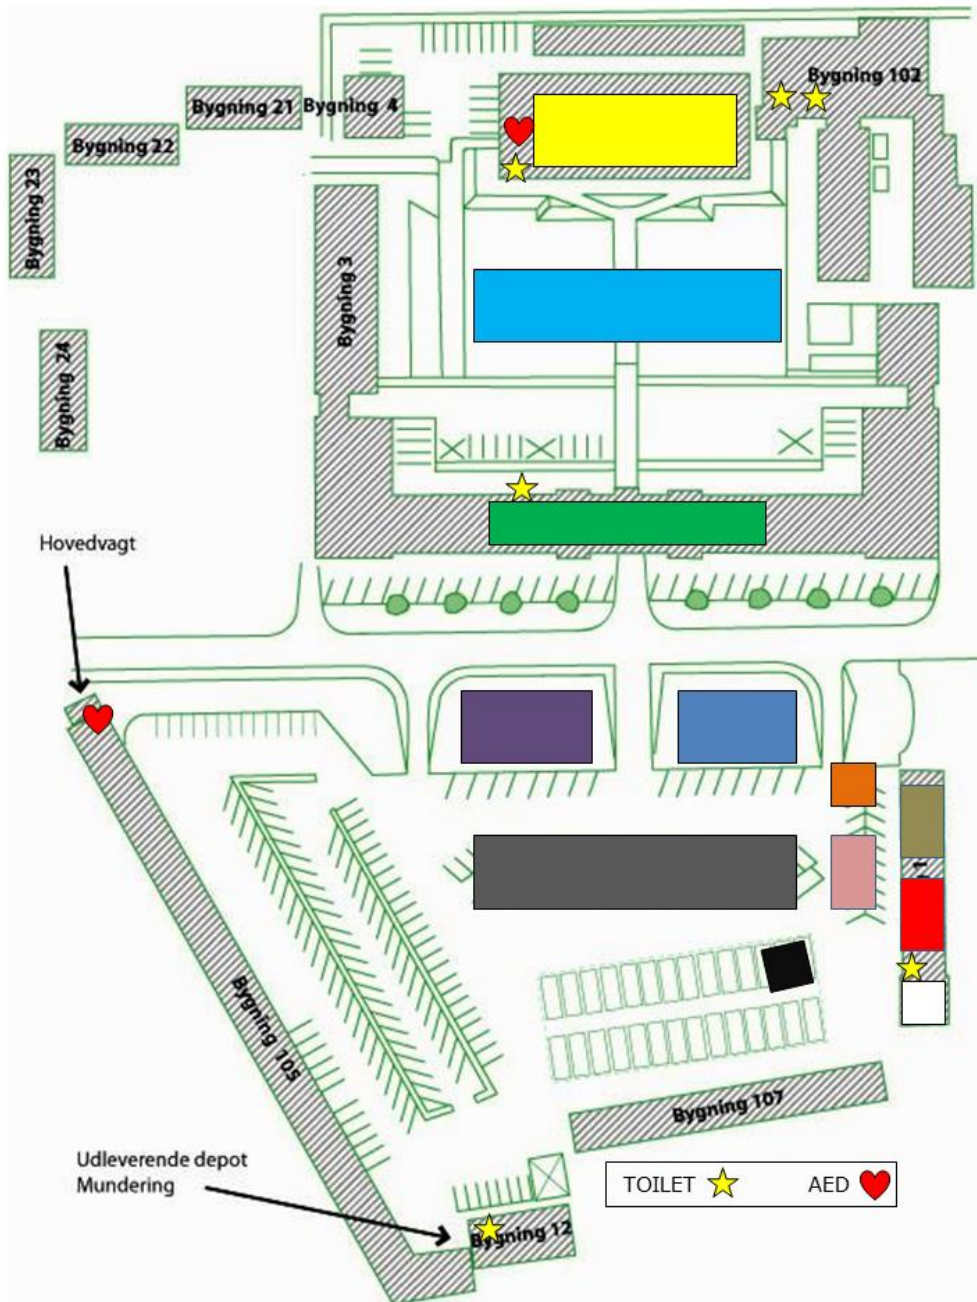 Bygning 102
Bygning 21
Bygning 4
Bygning 22
Bygning 23
Bygning 3
Bygning 24
Hovedvagt
Bygning 105
Bygning 107
Udleverende depot
Mundering
TOILET AED
Bygning 12